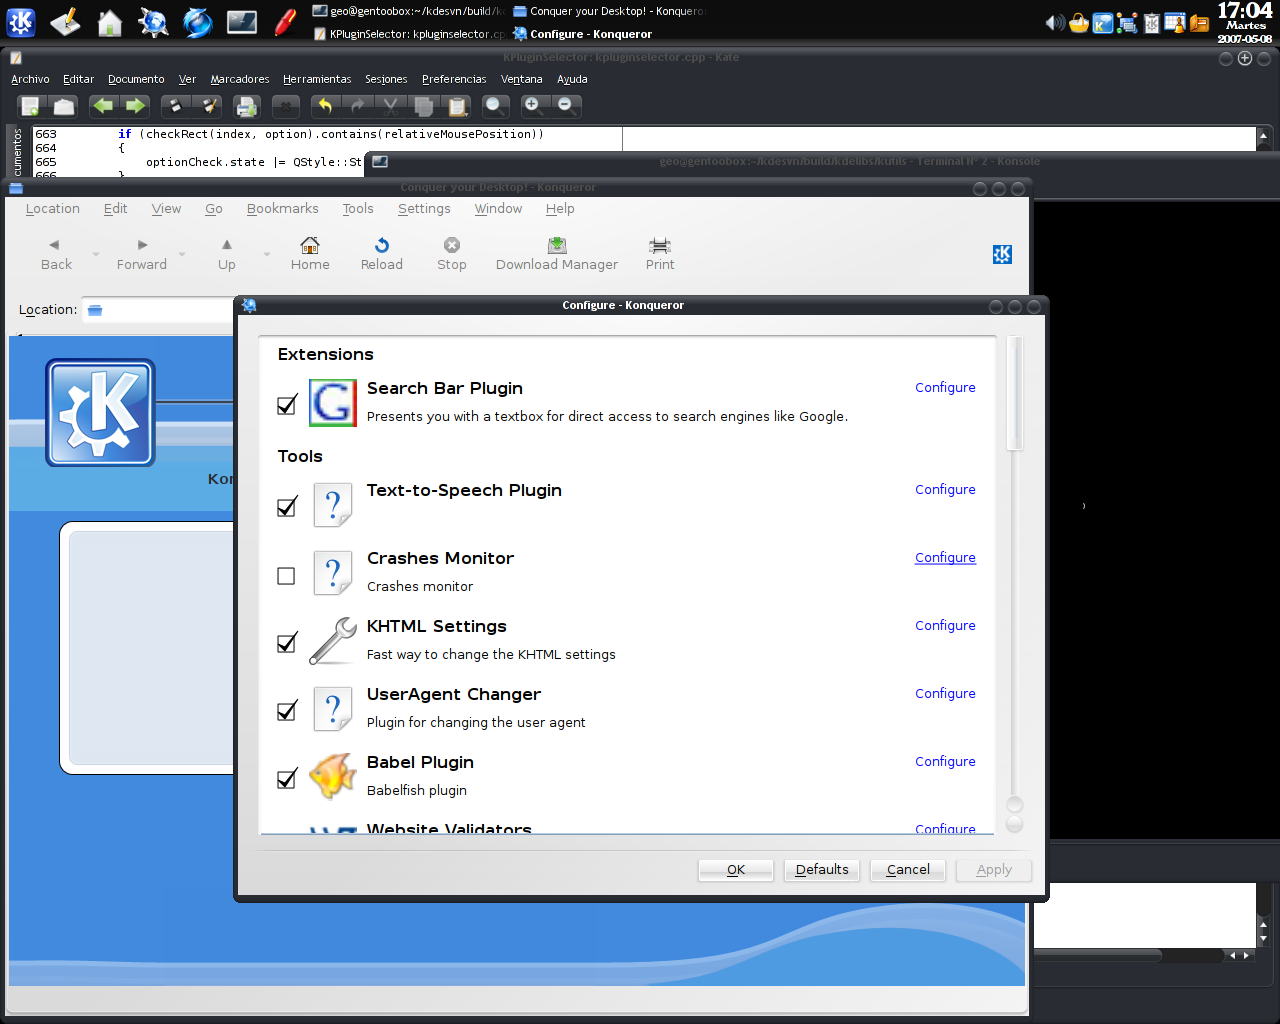 geo@gentoobox:~/kdesvn/build/k
Conquer your Desktop! - Konquero
KPluginSelector: kpluginselector.cp
Configure - Konqueror
17:04
Martes
2007-05-08
KPluginSelector: kpluginselector.cpp - Kate
Archivo Editar Documento Ver Marcadores Herramientas Sesiones Preferencias Ventana Ayuda
cumentos
663 if (checkRect(index, option).contains(relativeMousePosition))
664 {
665 optionCheck.state |= QStyle::St
666 }
geo@gentoobox:~/kdesvn/build/kdelibs/kutils - Terminal Nº 2 - Konsole
Conquer your Desktop! - Konqueror
Location Edit View Go Bookmarks Tools Settings Window Help
Back Forward Up Home Reload Stop Download Manager Print
Location:
Kor
Configure - Konqueror
Extensions
Search Bar Plugin Configure
Presents you with a textbox for direct access to search engines like Google.
Tools
Text-to-Speech Plugin Configure
Crashes Monitor Configure
Crashes monitor
KHTML Settings Configure
Fast way to change the KHTML settings
UserAgent Changer Configure
Plugin for changing the user agent
Babel Plugin Configure
Babelfish plugin
Website Validators Configure
OK Defaults Cancel Apply